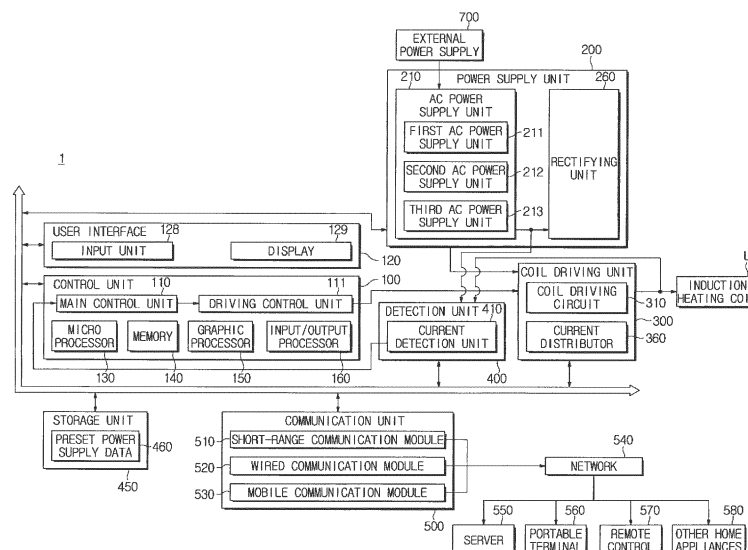 700
EXTERNAL
POWER SUPPLY
200
210
POWER SUPPLY UNIT
260
AC POWER
SUPPLY UNIT
FIRST AC POWER
SUPPLY UNIT
211
SECOND AC POWER
SUPPLY UNIT
212
THIRD AC POWER
SUPPLY UNIT
213
RECTIFYING
UNIT
1
USER INTERFACE
128
INPUT UNIT
129
DISPLAY
120
CONTROL UNIT
100
110
MAIN CONTROL UNIT
111
DRIVING CONTROL UNIT
MICRO
PROCESSOR
MEMORY
GRAPHIC
PROCESSOR
INPUT/OUTPUT
PROCESSOR
130
140
150
160
DETECTION UNIT
410
CURRENT
DETECTION UNIT
400
COIL DRIVING UNIT
COIL DRIVING
CIRCUIT
310
300
CURRENT
DISTRIBUTOR
360
INDUCTION
HEATING
STORAGE UNIT
PRESET POWER
SUPPLY DATA
460
450
COMMUNICATION UNIT
510
SHORT-RANGE COMMUNICATION MODULE
520
WIRED COMMUNICATION MODULE
530
MOBILE COMMUNICATION MODULE
500
540
NETWORK
550
SERVER
560
PORTABLE
TERMINAL
570
REMOTE
CONTROL
580
OTHER HOME
APPLIANCES